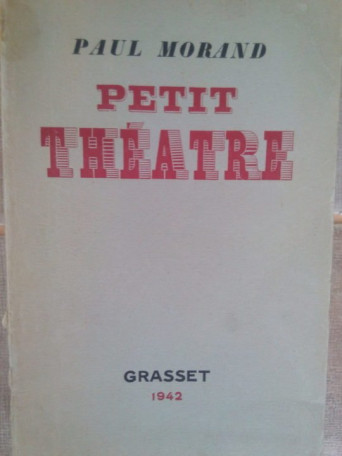 PAUL MORAND
PETIT
THÉATRE
GRASSET
1942